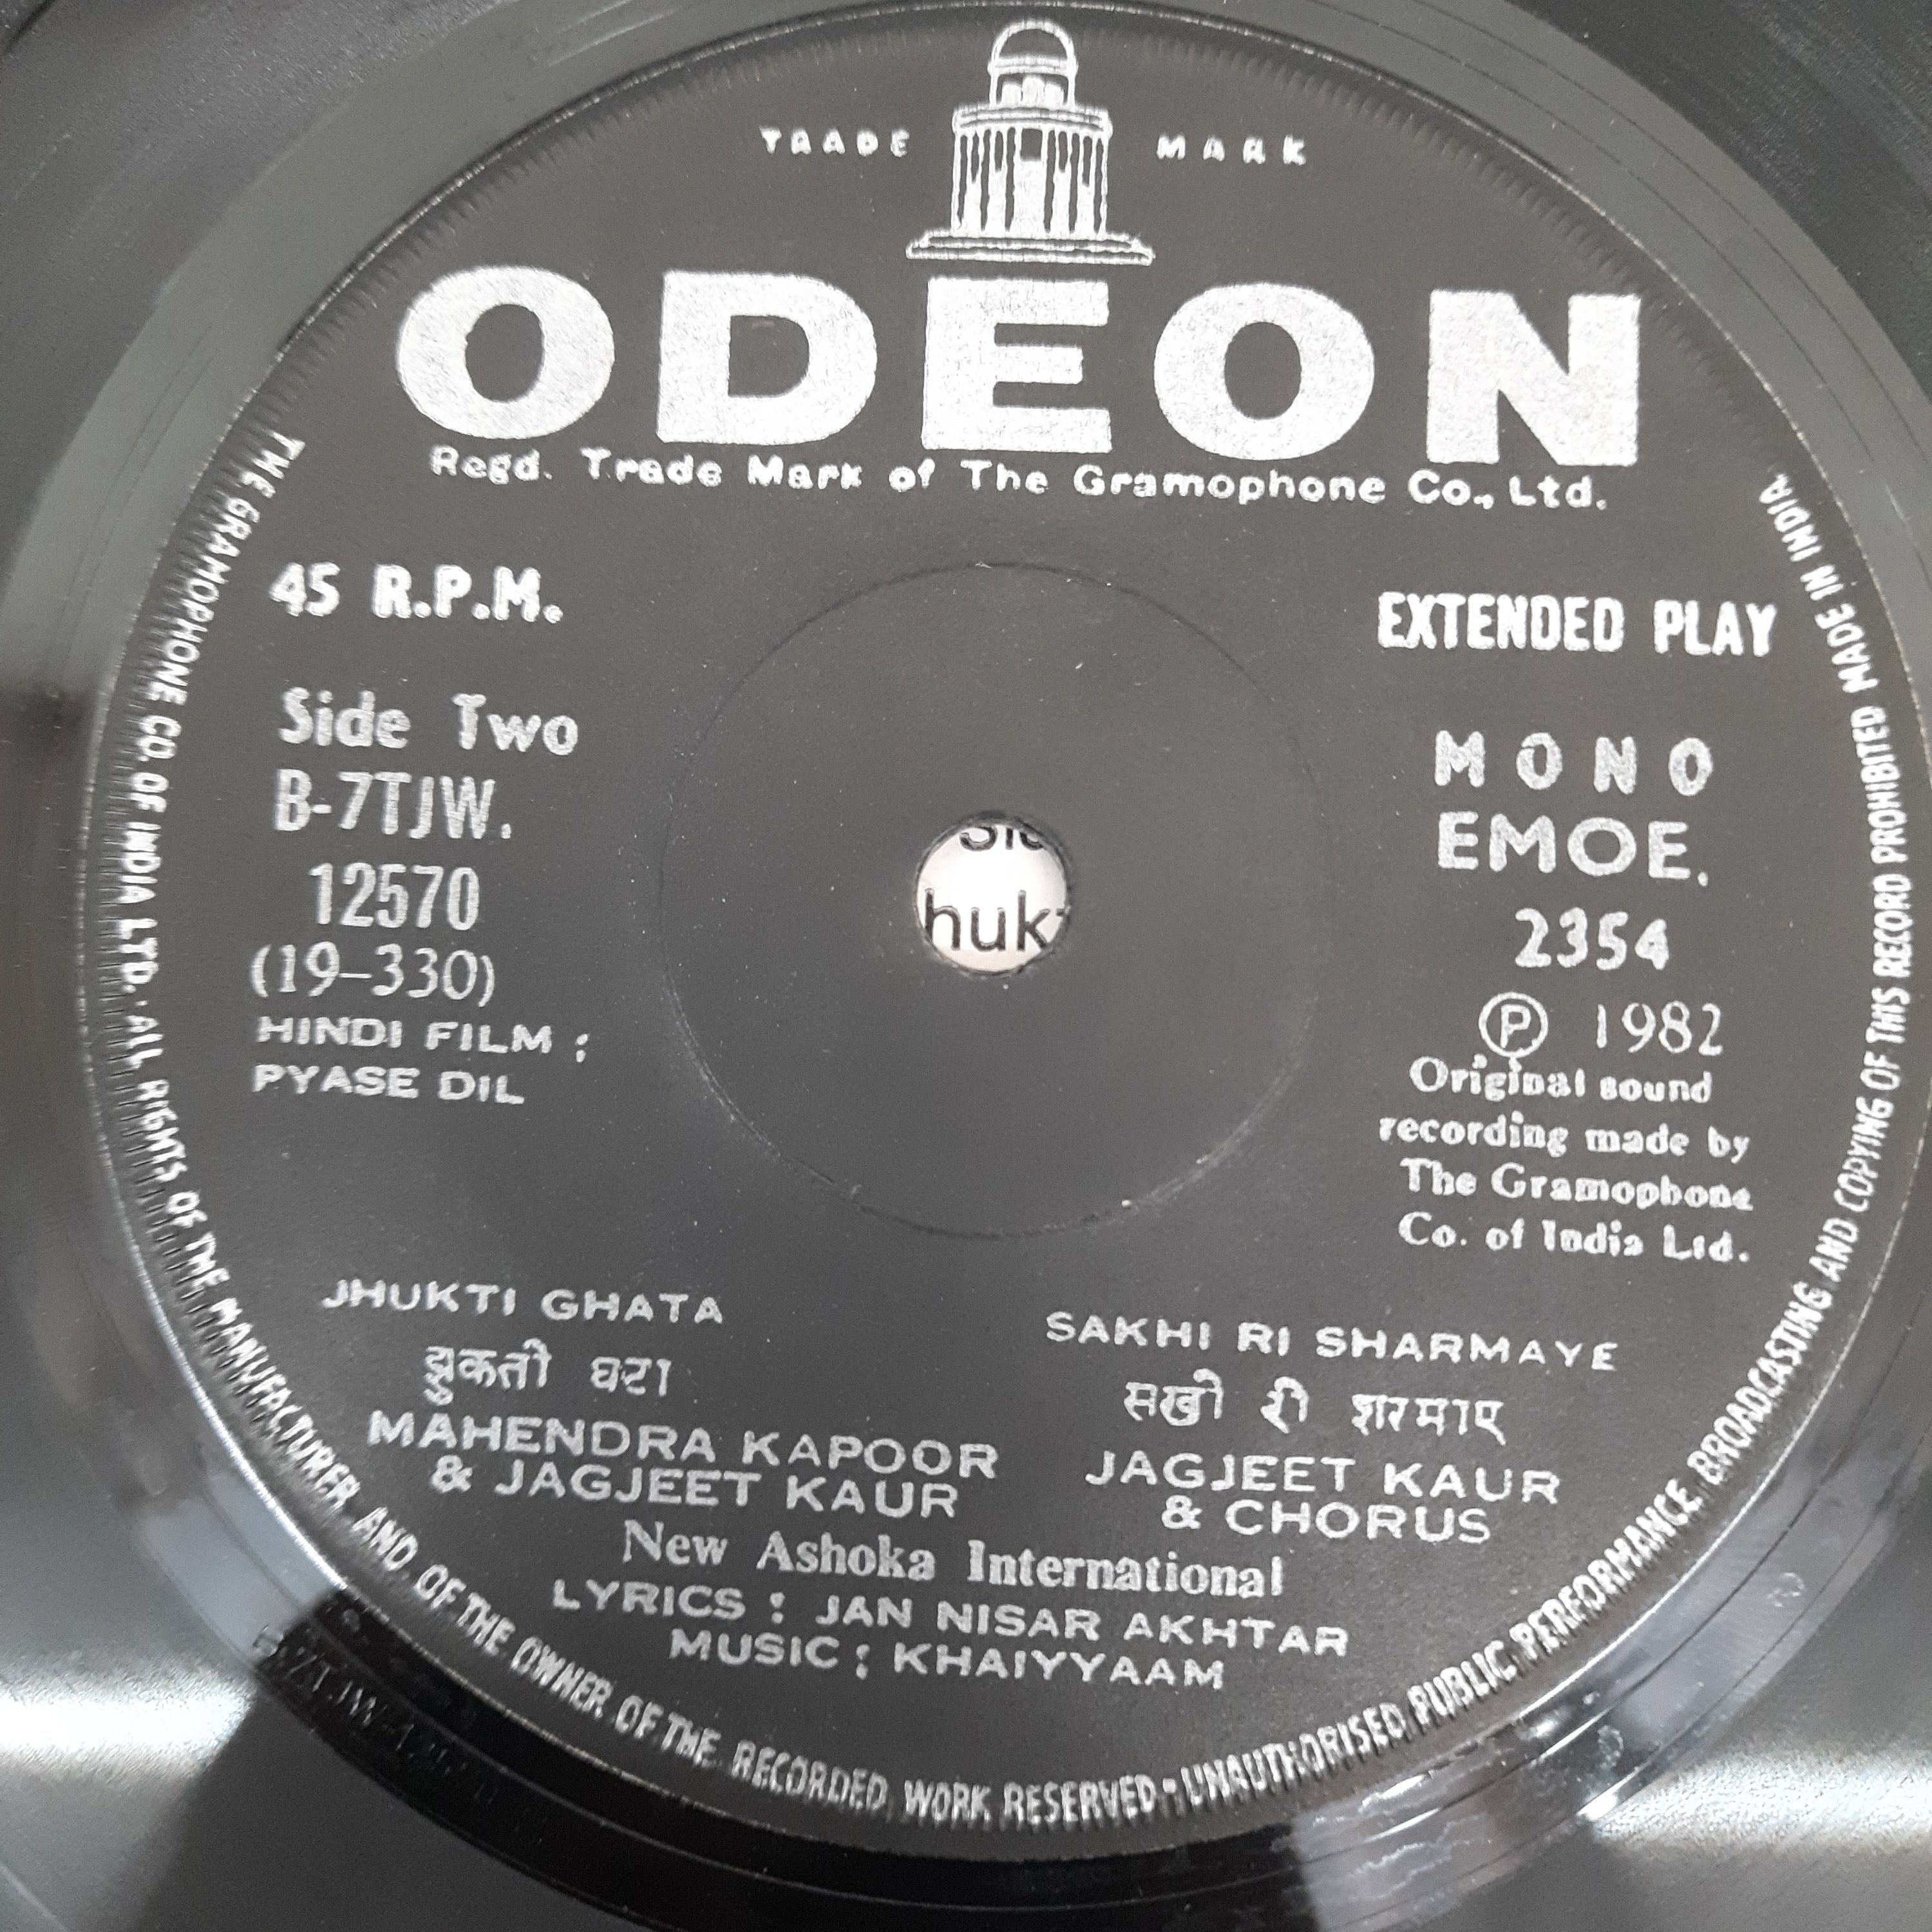 TRADE MARK
ODEON
Regd. Trade Mark of The Gramophone Co., Ltd.
45 R.P.M.
EXTENDED PLAY
Side Two
B-7TJW.
12570
(19–330)
HINDI FILM :
PYASE DIL
MONO
EMOE.
2354
Ⓟ 1982
Original sound
recording made by
The Gramophone
Co. of India Ltd.
huk
JHUKTI GHATA
झुकती घटा
MAHENDRA KAPOOR
& JAGJEET KAUR
SAKHI RI SHARMAYE
सखी री शरमाए
JAGJEET KAUR
& CHORUS
New Ashoka International
LYRICS : JAN NISAR AKHTAR
MUSIC : KHAIYYAAM
THE GRAMOPHONE CO. OF INDIA LTD. · ALL RIGHTS OF THE MANUFACTURER AND OF THE OWNER OF THE RECORDED WORK RESERVED · UNAUTHORISED PUBLIC PERFORMANCE BROADCASTING AND COPYING OF THIS RECORD PROHIBITED MADE IN INDIA